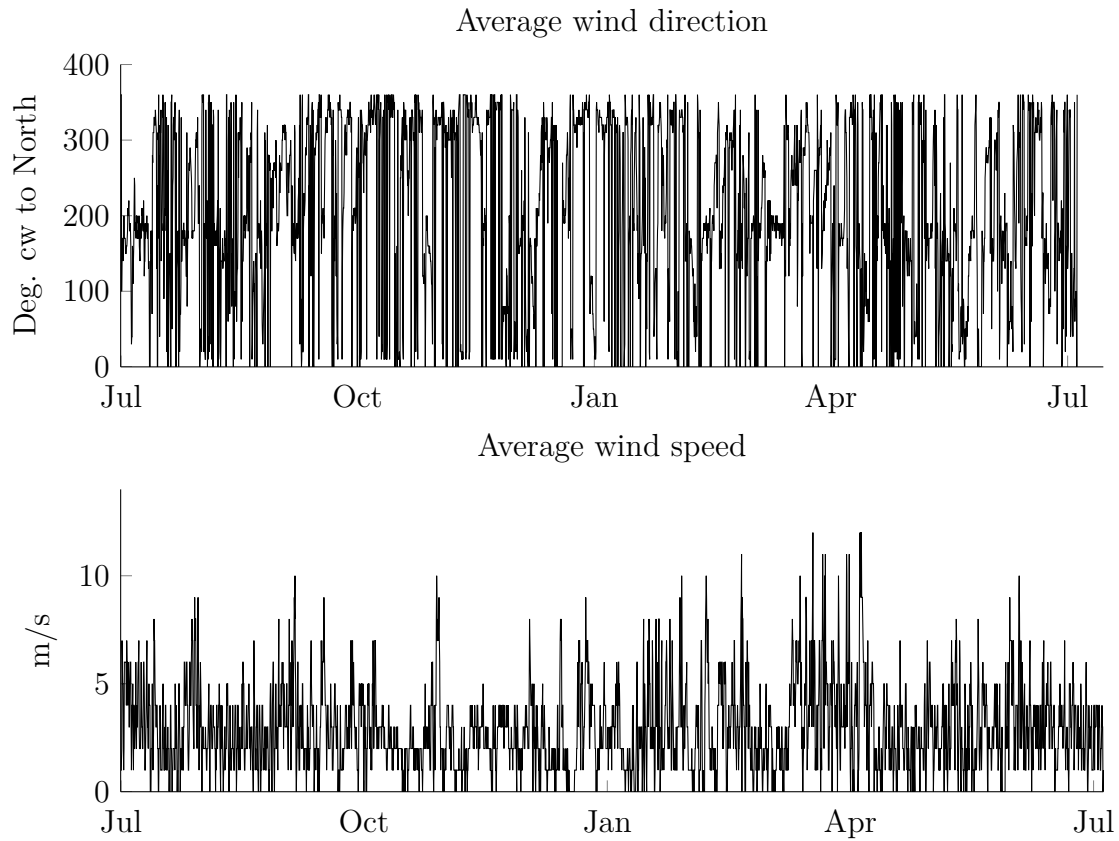 Average wind direction
400
300
200
100
0
Deg. cw to North
Jul Oct Jan Apr Jul
Average wind speed
10
5
0
m/s
Jul Oct Jan Apr Jul